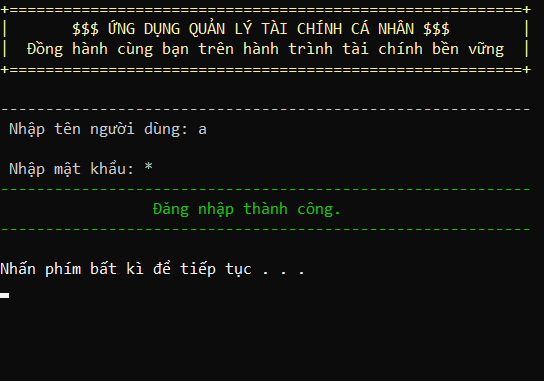 +=========================================================+
| $$$ ỨNG DỤNG QUẢN LÝ TÀI CHÍNH CÁ NHÂN $$$ |
| Đồng hành cùng bạn trên hành trình tài chính bền vững |
+=========================================================+
-----------------------------------------------------------
Nhập tên người dùng: a
Nhập mật khẩu: *
-----------------------------------------------------------
Đăng nhập thành công.
-----------------------------------------------------------
Nhấn phím bất kì để tiếp tục . . .